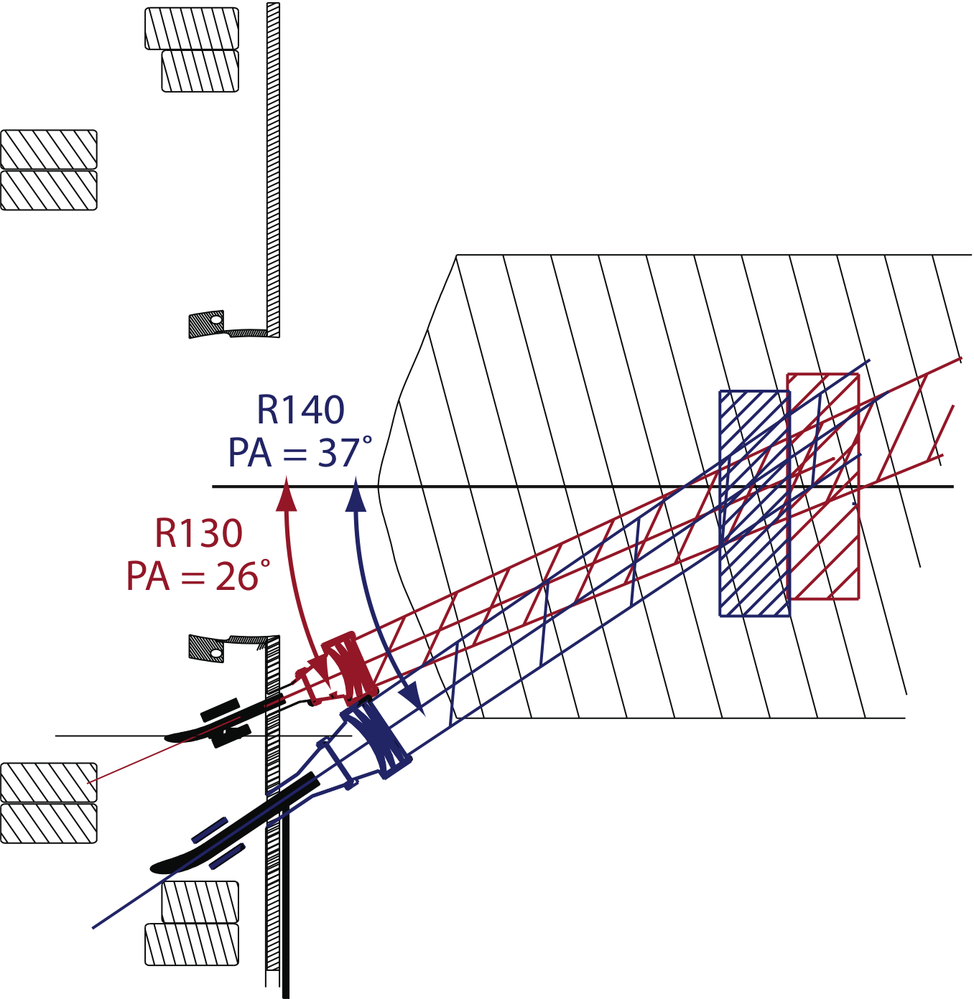 R140
PA = 37°
R130
PA = 26°